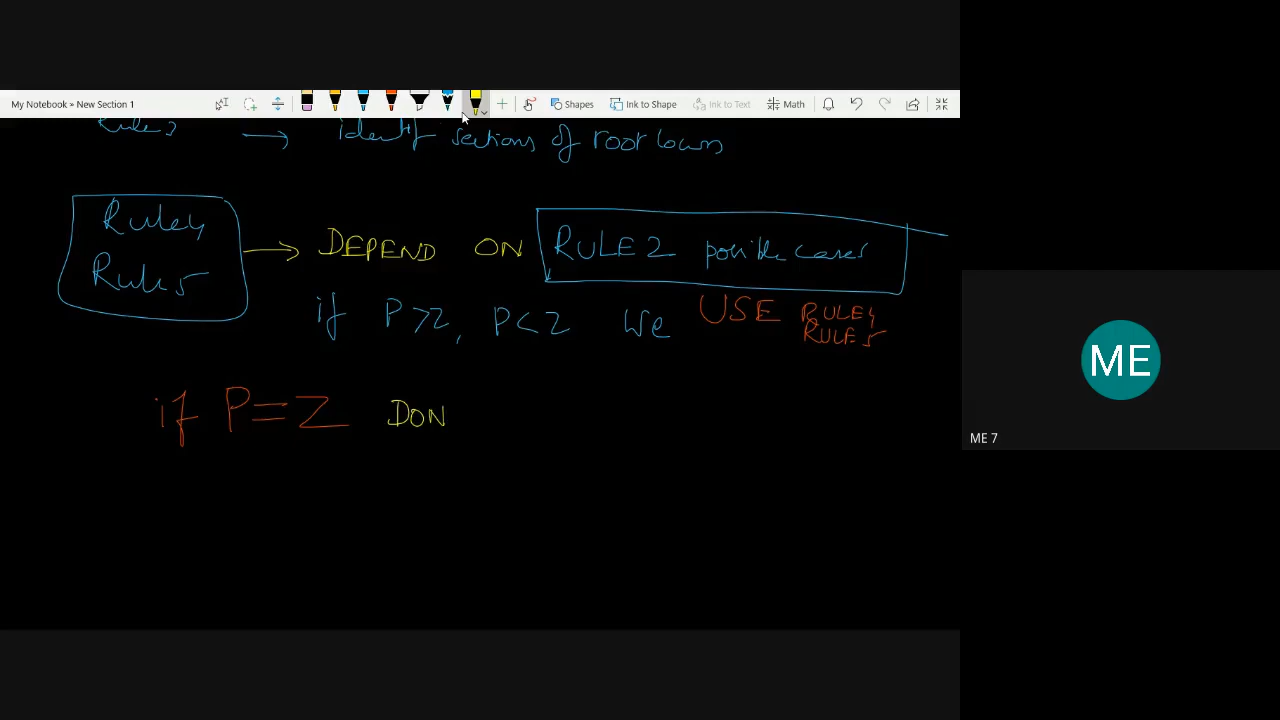 My Notebook » New Section 1
Shapes
Ink to Shape
Ink to Text
Math
Rule 3 → identify sections of root locus
Rule 4
Rule 5
→ DEPEND ON RULE 2 possible cases
if P>Z, P<Z We USE RULE 4
RULE 5
if P=Z DON
ME
ME 7